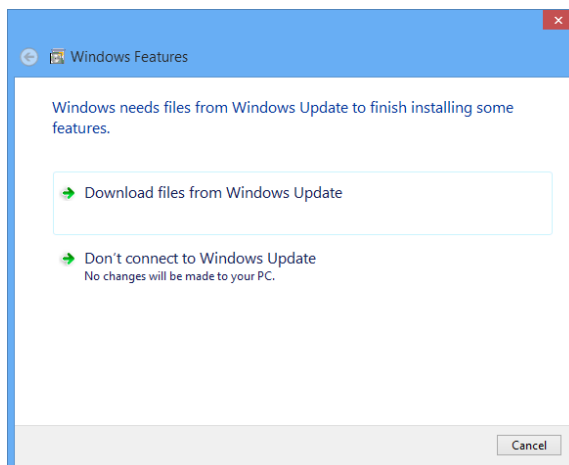 Windows Features
Windows needs files from Windows Update to finish installing some
features.
Download files from Windows Update
Don't connect to Windows Update
No changes will be made to your PC.
Cancel